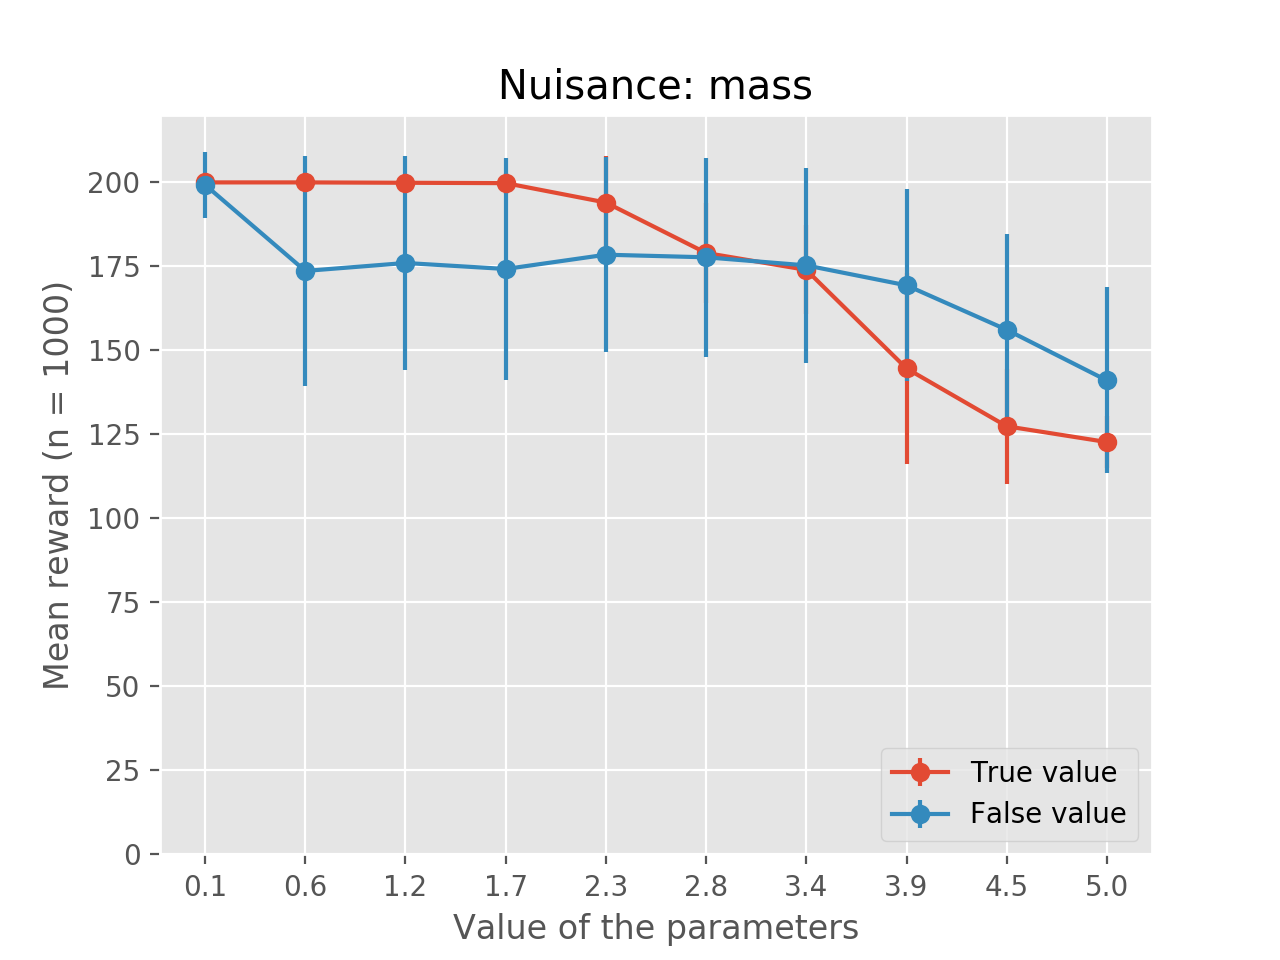 Nuisance: mass
Mean reward (n = 1000)
200
175
150
125
100
75
50
25
0
True value
False value
0.1 0.6 1.2 1.7 2.3 2.8 3.4 3.9 4.5 5.0
Value of the parameters